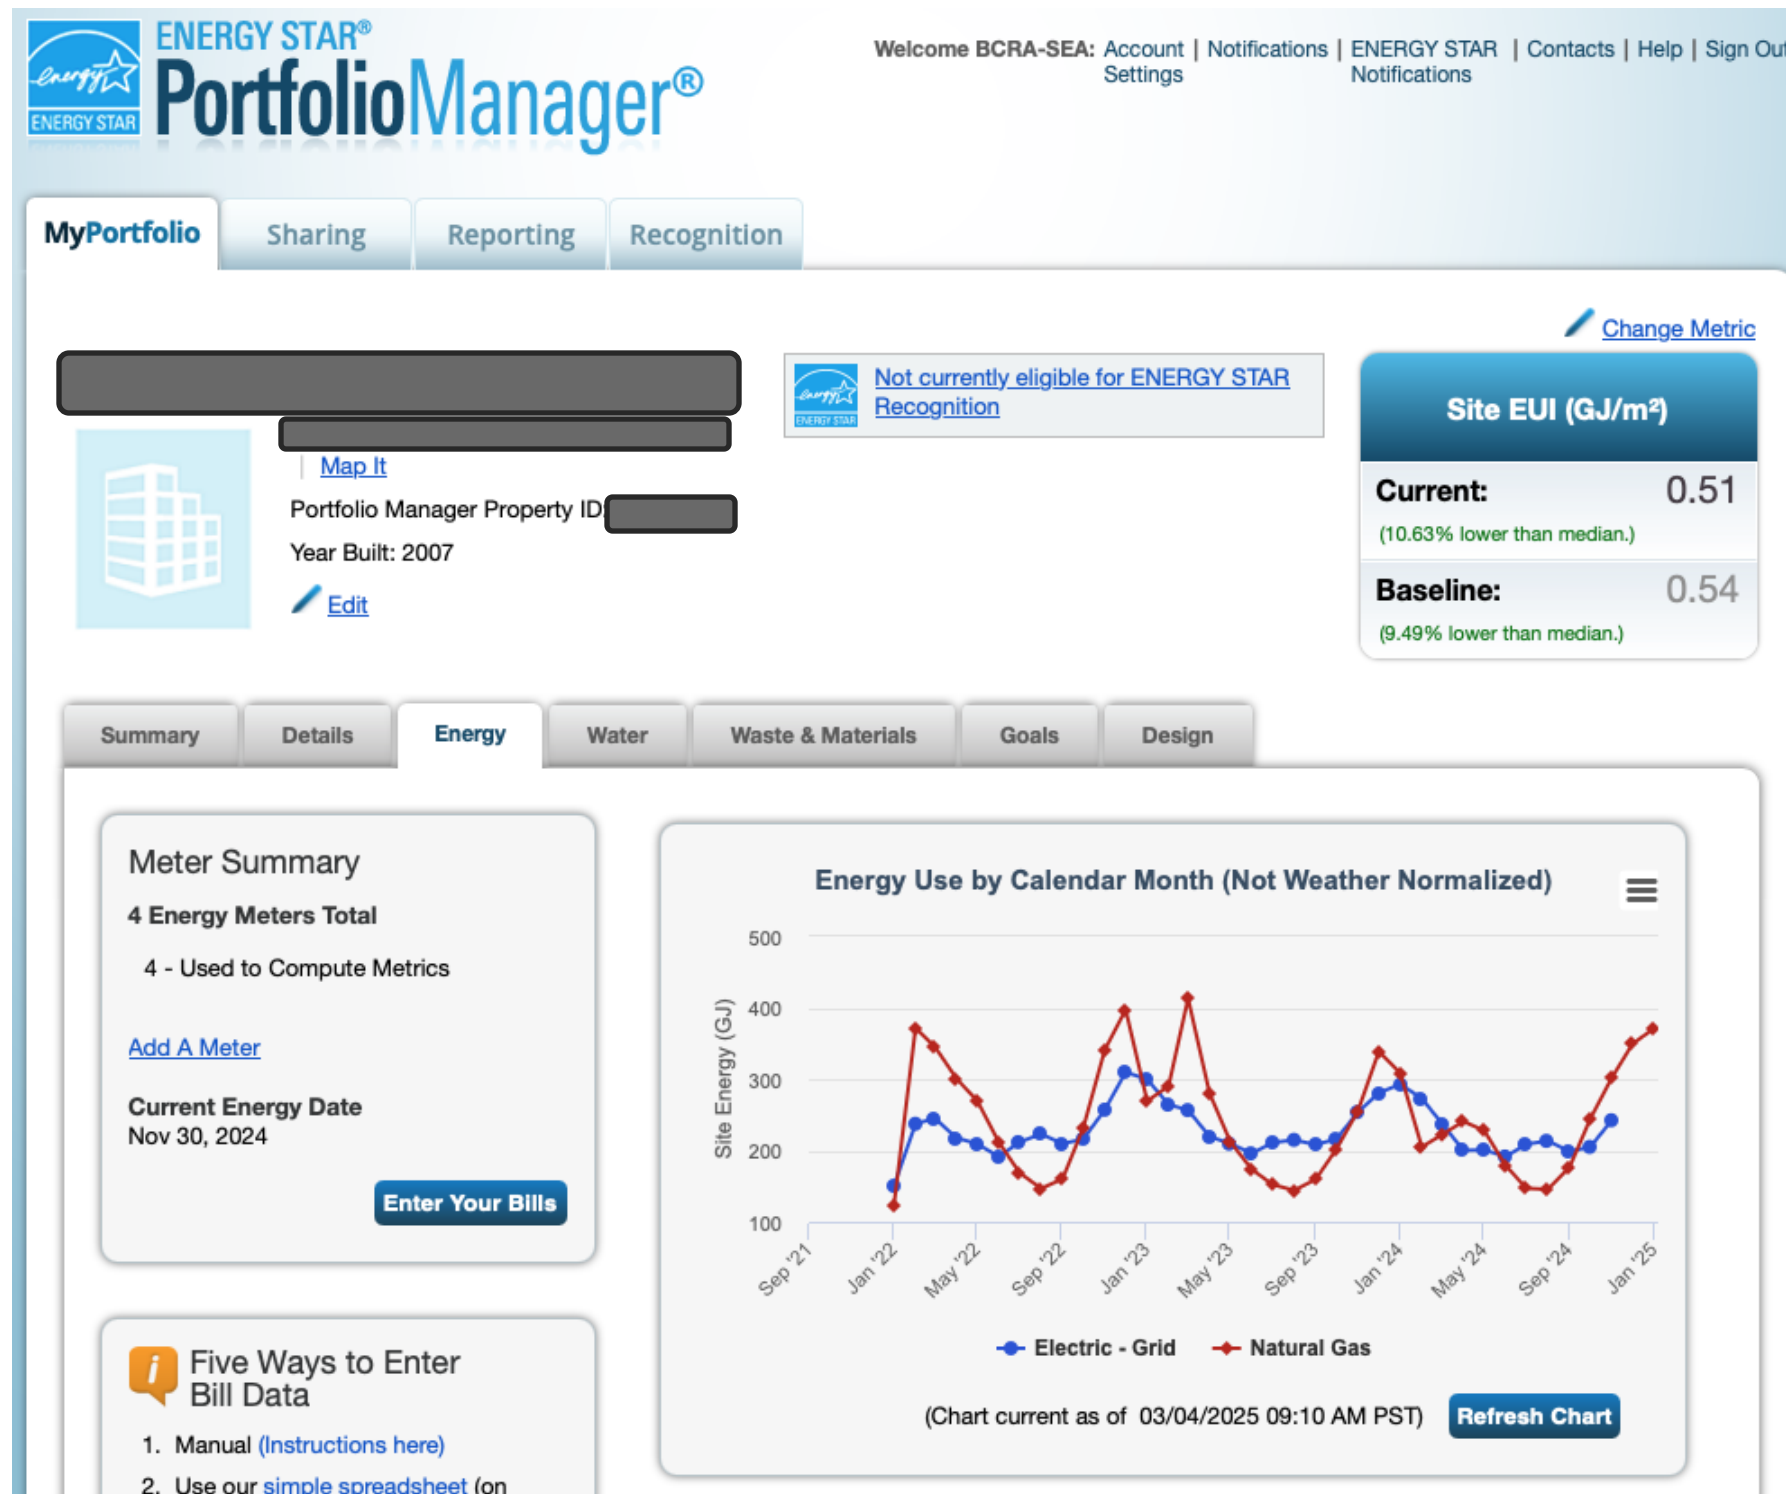 ENERGY STAR®
PortfolioManager®
energy
ENERGY STAR
Welcome BCRA-SEA: Account Settings | Notifications | ENERGY STAR Notifications | Contacts | Help | Sign Out
MyPortfolio
Sharing
Reporting
Recognition
Change Metric
energy
ENERGY STAR
Not currently eligible for ENERGY STAR
Recognition
Site EUI (GJ/m²)
Current: 0.51
(10.63% lower than median.)
Baseline: 0.54
(9.49% lower than median.)
| Map It
Portfolio Manager Property ID:
Year Built: 2007
Edit
Summary
Details
Energy
Water
Waste & Materials
Goals
Design
Meter Summary
4 Energy Meters Total
4 - Used to Compute Metrics
Add A Meter
Current Energy Date
Nov 30, 2024
Enter Your Bills
Five Ways to Enter
Bill Data
1. Manual (Instructions here)
2. Use our simple spreadsheet (on
Energy Use by Calendar Month (Not Weather Normalized)
Site Energy (GJ)
500
400
300
200
100
Sep '21
Jan '22
May '22
Sep '22
Jan '23
May '23
Sep '23
Jan '24
May '24
Sep '24
Jan '25
Electric - Grid
Natural Gas
(Chart current as of 03/04/2025 09:10 AM PST)
Refresh Chart